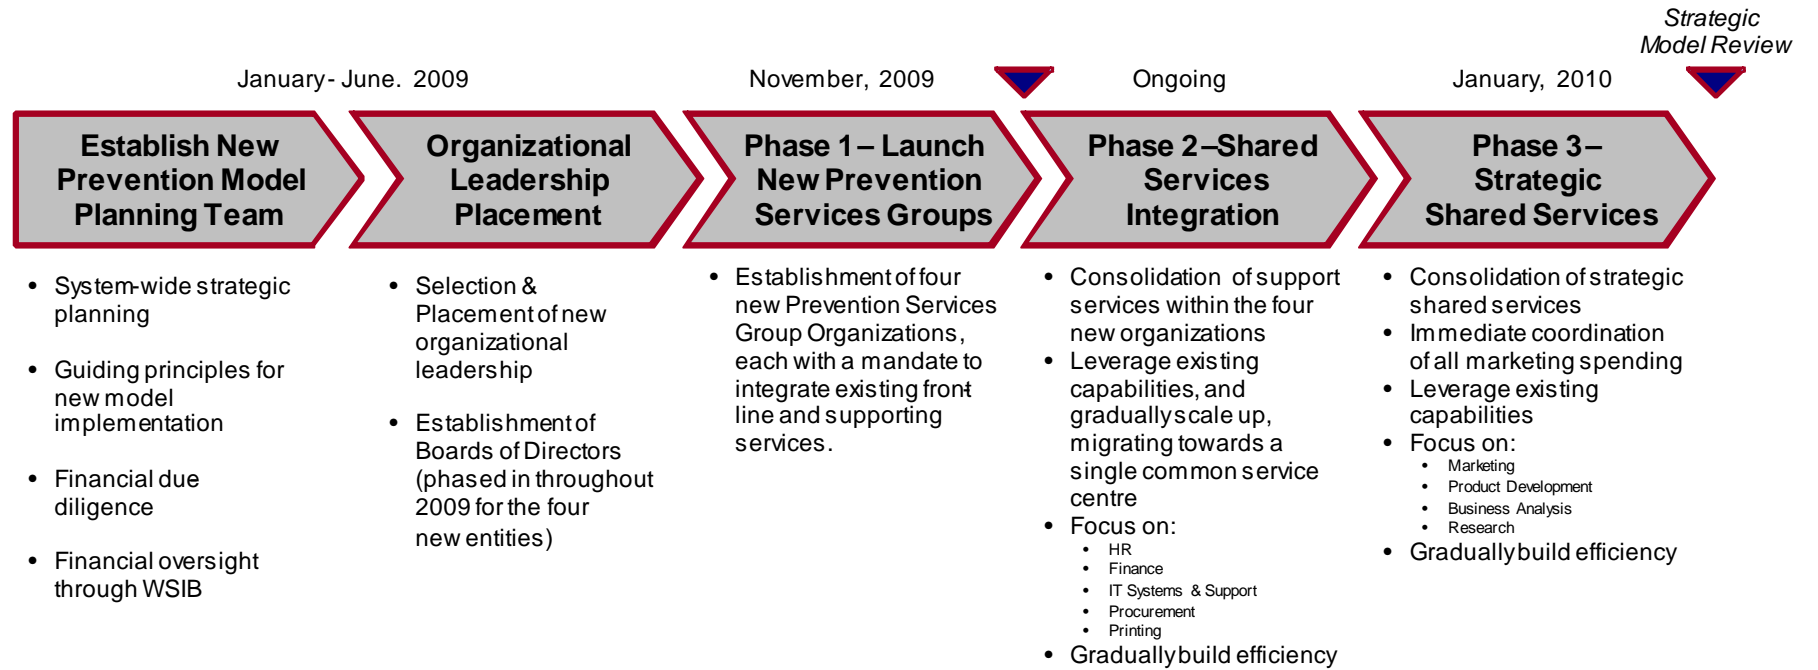 Strategic
Model Review
January - June. 2009
November, 2009
Ongoing
January, 2010
Establish New
Prevention Model
Planning Team
Organizational
Leadership
Placement
Phase 1 – Launch
New Prevention
Services Groups
Phase 2 –Shared
Services
Integration
Phase 3 –
Strategic
Shared Services
• System-wide strategic
planning
• Guiding principles for
new model
implementation
• Financial due
diligence
• Financial oversight
through WSIB
• Selection &
Placement of new
organizational
leadership
• Establishment of
Boards of Directors
(phased in throughout
2009 for the four
new entities)
• Establishment of four
new Prevention Services
Group Organizations,
each with a mandate to
integrate existing front-
line and supporting
services.
• Consolidation of support
services within the four
new organizations
• Leverage existing
capabilities, and
gradually scale up,
migrating towards a
single common service
centre
• Focus on:
• HR
• Finance
• IT Systems & Support
• Procurement
• Printing
• Gradually build efficiency
• Consolidation of strategic
shared services
• Immediate coordination
of all marketing spending
• Leverage existing
capabilities
• Focus on:
• Marketing
• Product Development
• Business Analysis
• Research
• Gradually build efficiency